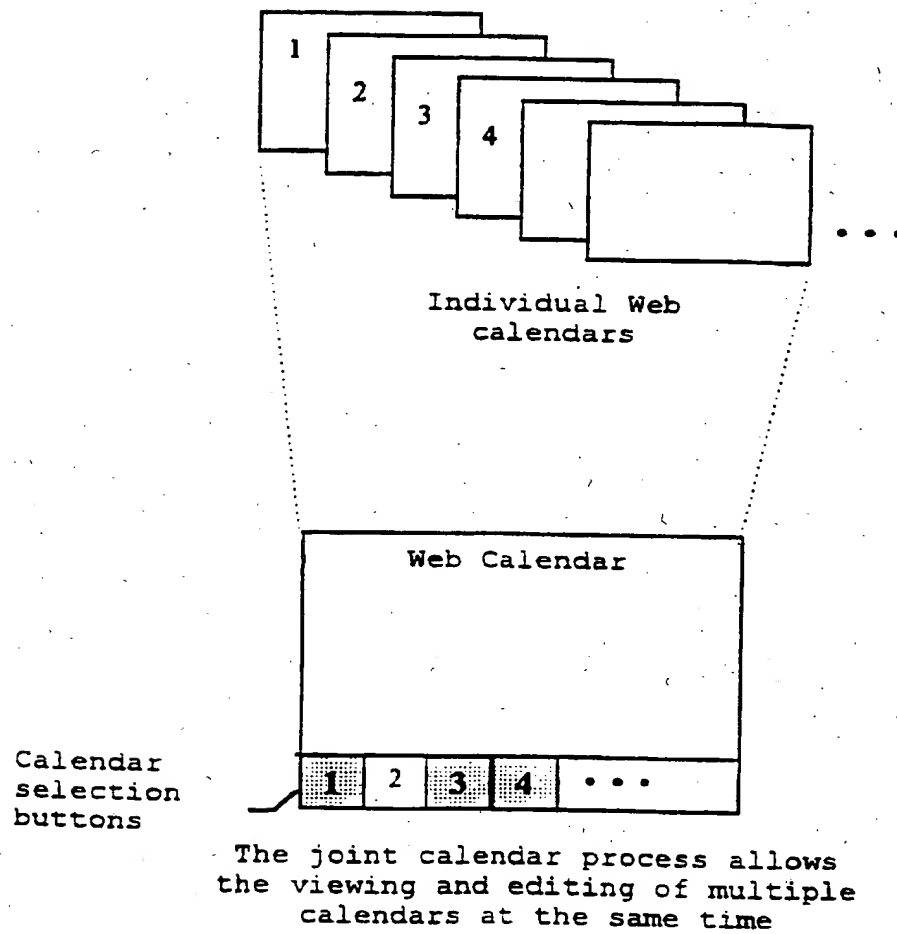 1
2
3
4
• • •
Individual Web
calendars
Web Calendar
Calendar
selection
buttons
1 2 3 4 • • •
The joint calendar process allows
the viewing and editing of multiple
calendars at the same time